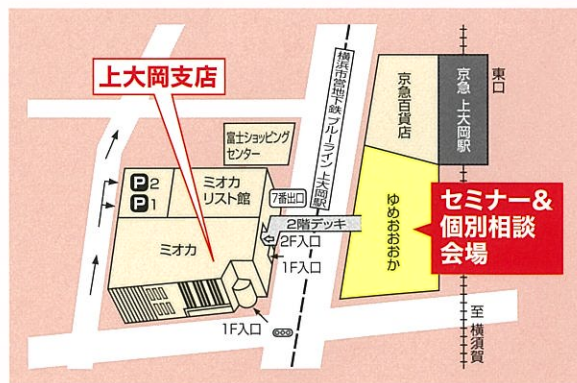 上大岡支店
富士ショッピング
センター
P2
P1
ミオカ
リスト館
7番出口
2階デッキ
2F入口
1F入口
ミオカ
1F入口
横浜市営地下鉄 ブルーライン 上大岡駅
京急百貨店
京急 上大岡駅
東口
ゆめおおおか
セミナー&
個別相談
会場
至 横須賀